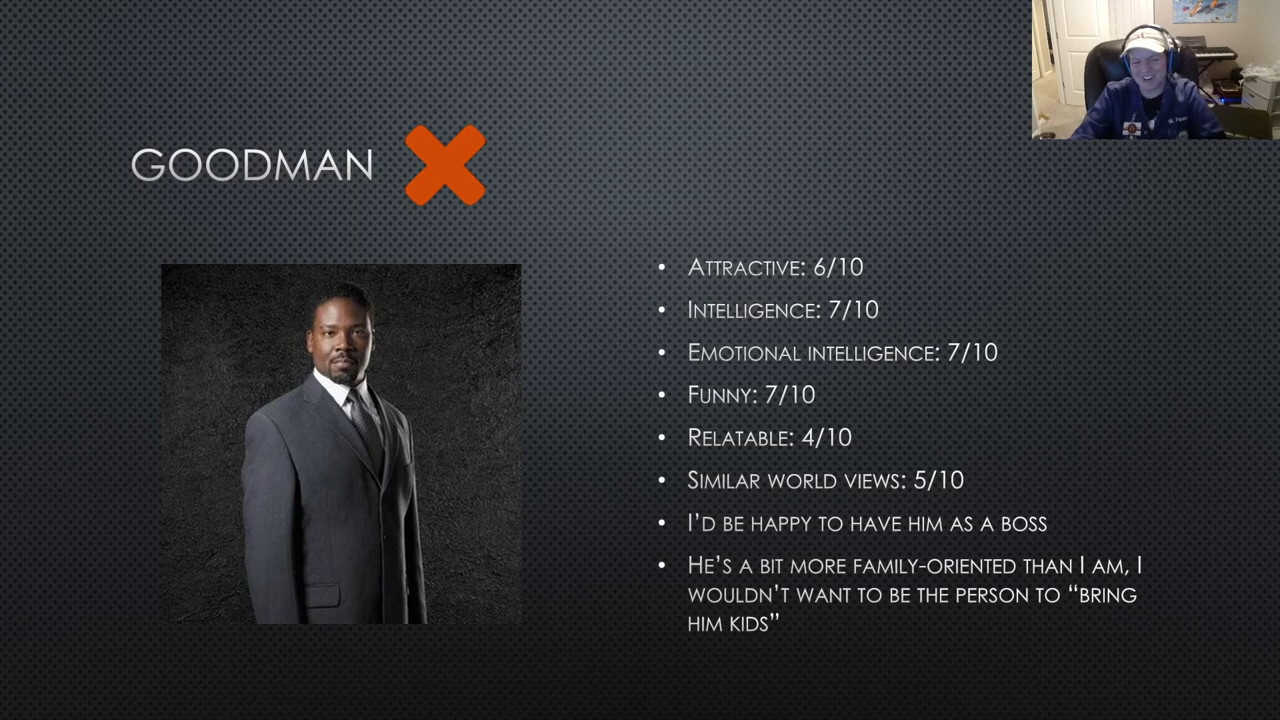 GOODMAN
ATTRACTIVE: 6/10
INTELLIGENCE: 7/10
EMOTIONAL INTELLIGENCE: 7/10
FUNNY: 7/10
RELATABLE: 4/10
SIMILAR WORLD VIEWS: 5/10
I'D BE HAPPY TO HAVE HIM AS A BOSS
HE'S A BIT MORE FAMILY-ORIENTED THAN I AM, I
WOULDN'T WANT TO BE THE PERSON TO “BRING
HIM KIDS”